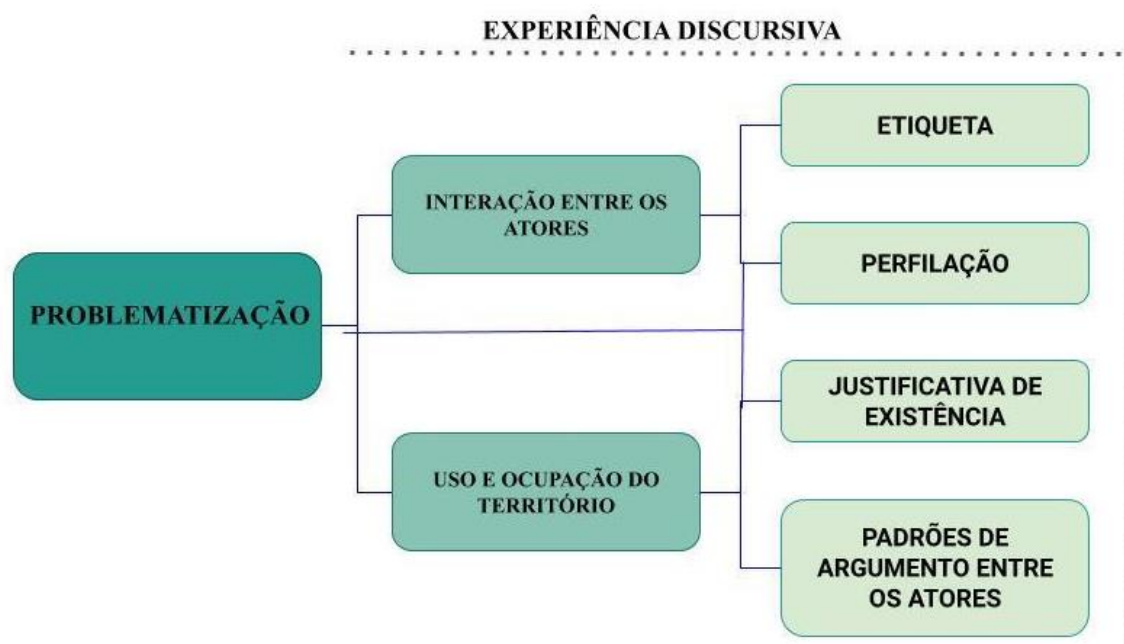 EXPERIÊNCIA DISCURSIVA
ETIQUETA
INTERAÇÃO ENTRE OS
ATORES
PERFILAÇÃO
PROBLEMATIZAÇÃO
JUSTIFICATIVA DE
EXISTÊNCIA
USO E OCUPAÇÃO DO
TERRITÓRIO
PADRÕES DE
ARGUMENTO ENTRE
OS ATORES